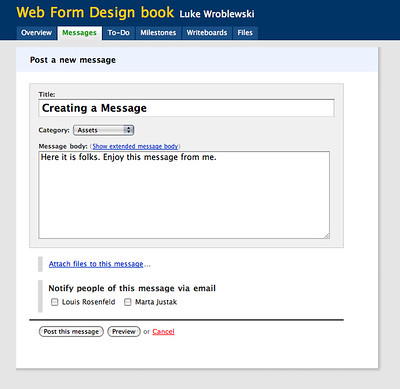 Web Form Design book Luke Wroblewski
Overview Messages To-Do Milestones Writeboards Files
Post a new message
Title:
Creating a Message
Category: Assets
Message body: (Show extended message body)
Here it is folks. Enjoy this message from me.
Attach files to this message...
Notify people of this message via email
Louis Rosenfeld Marta Justak
Post this message Preview or Cancel